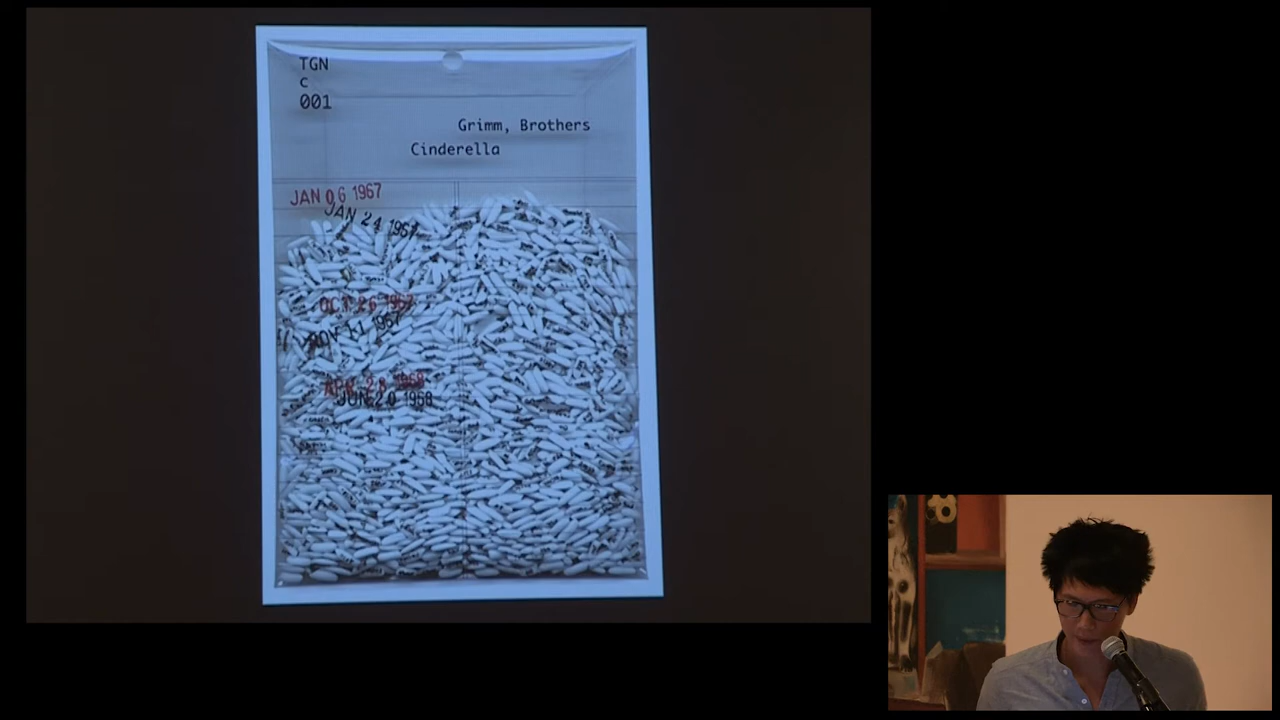 TGN
c
001
Grimm, Brothers
Cinderella
JAN 06 1967
JAN 24 1967
OCT 26 1967
NOV 11 1967
APR 23 1968
JUN 20 1968